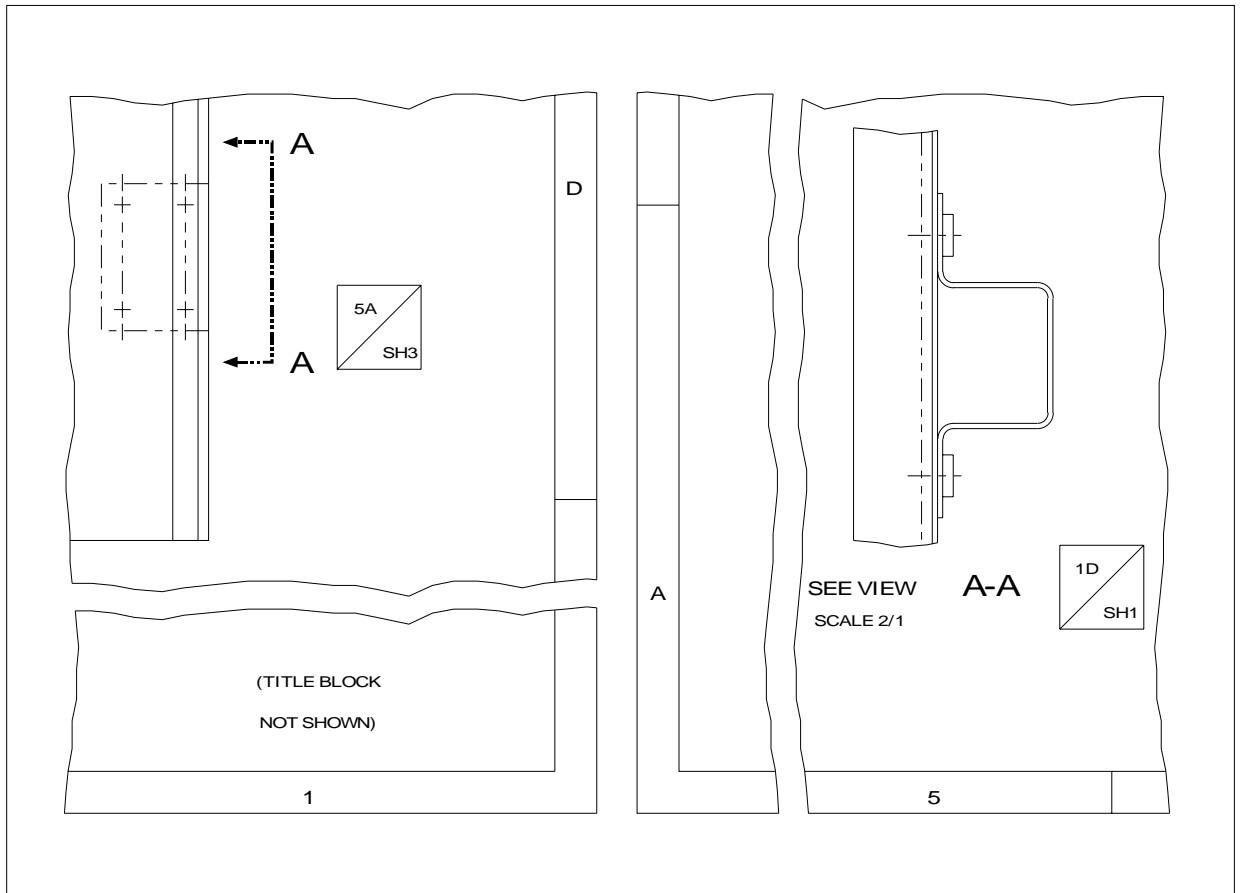 A
D
5A
SH3
A
(TITLE BLOCK
NOT SHOWN)
1
A
SEE VIEW A-A
SCALE 2/1
1D
SH1
5